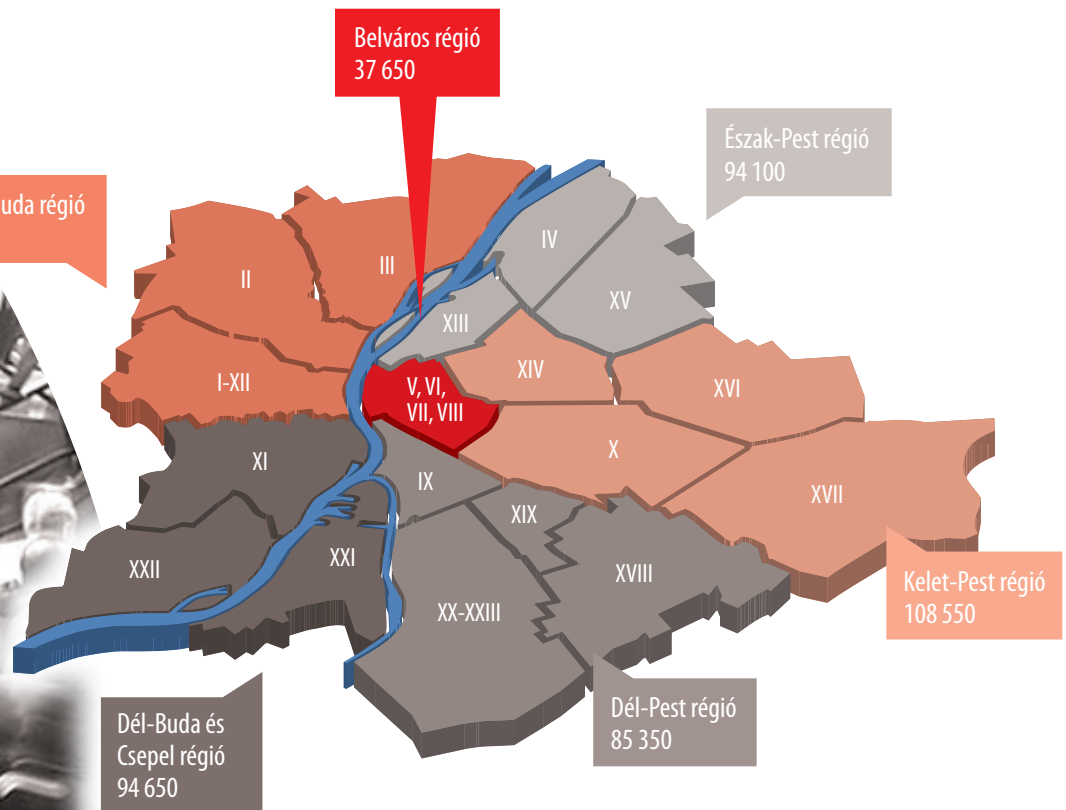 Belváros régió
37 650
Észak-Pest régió
94 100
régió
IV
III
II
XV
XIII
XIV
I-XII
V, VI,
VII, VIII
XVI
X
XI
IX
XVII
XIX
XXII
XXI
XVIII
XX-XXIII
Kelet-Pest régió
108 550
Dél-Pest régió
85 350
Dél-Buda és
Csepel régió
94 650